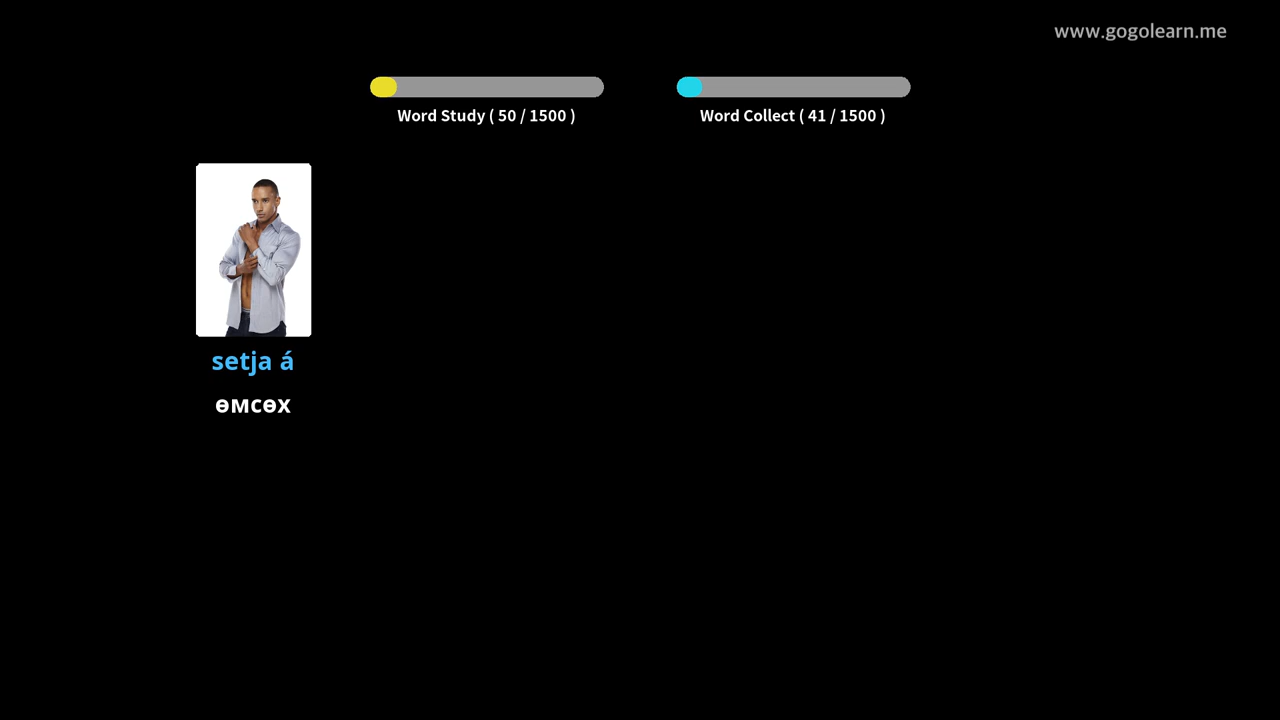 www.gogolearn.me
Word Study ( 50 / 1500 )
Word Collect ( 41 / 1500 )
setja á
өмсөх